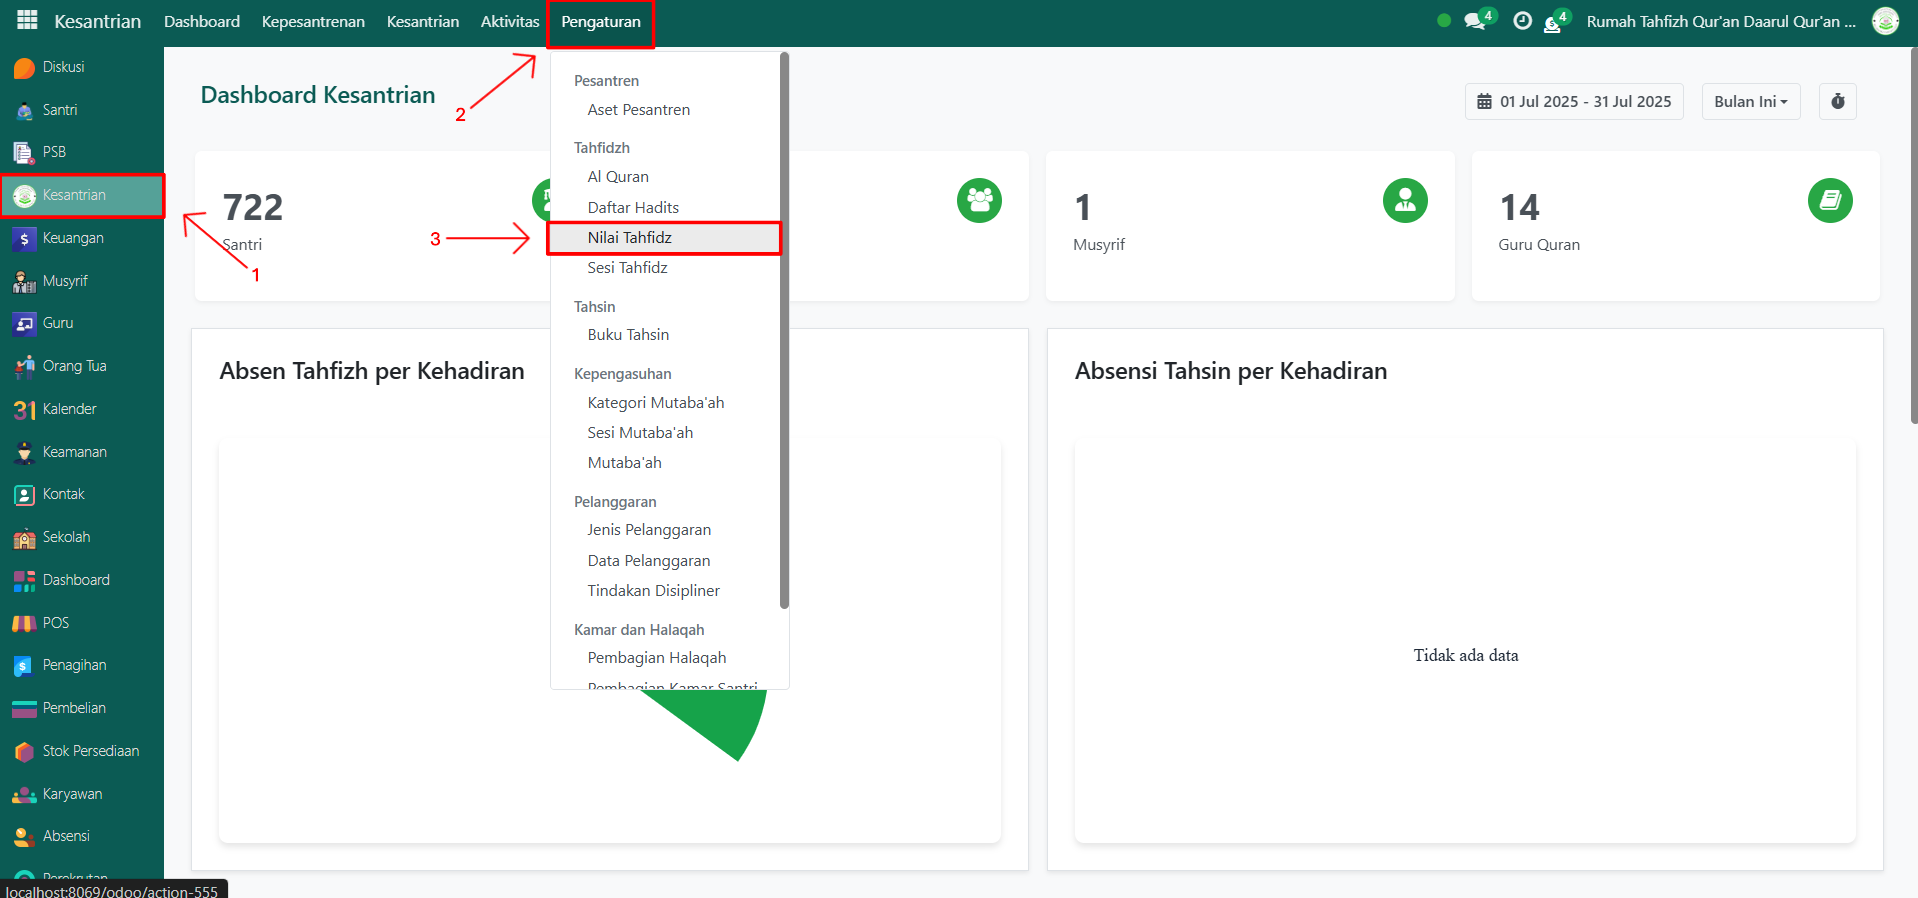 Kesantrian Dashboard Kepesantrenan Kesantrian Aktivitas Pengaturan 4 4 Rumah Tahfizh Qur'an Daarul Qur'an ...
Diskusi
Santri
PSB
Kesantrian
Keuangan
Musyrif
Guru
Orang Tua
31 Kalender
Keamanan
Kontak
Sekolah
Dashboard
POS
Penagihan
Pembelian
Stok Persediaan
Karyawan
Absensi
Perekrutan
localhost:8069/odoo/action-555
1
2
3
Dashboard Kesantrian
01 Jul 2025 - 31 Jul 2025
Bulan Ini
722
Santri
1
Musyrif
14
Guru Quran
Pesantren
Aset Pesantren
Tahfidzh
Al Quran
Daftar Hadits
Nilai Tahfidz
Sesi Tahfidz
Tahsin
Buku Tahsin
Kepengasuhan
Kategori Mutaba'ah
Sesi Mutaba'ah
Mutaba'ah
Pelanggaran
Jenis Pelanggaran
Data Pelanggaran
Tindakan Disipliner
Kamar dan Halaqah
Pembagian Halaqah
Pembagian Kamar Santri
Absen Tahfizh per Kehadiran
Absensi Tahsin per Kehadiran
Tidak ada data